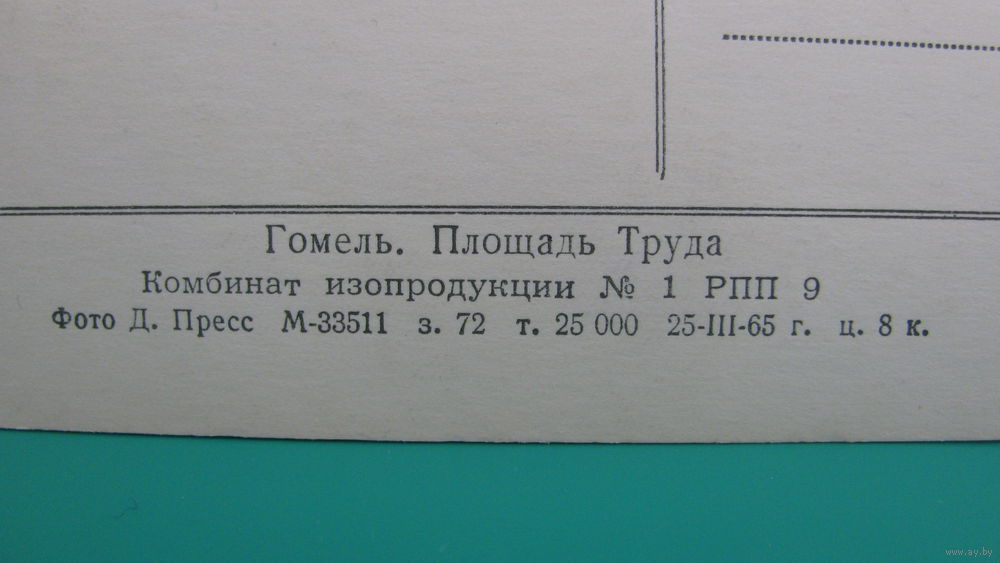 Гомель. Площадь Труда
Комбинат изопродукции № 1 РПП 9
Фото Д. Пресс М-33511 з. 72 т. 25 000 25-III-65 г. ц. 8 к.
www.ay.by